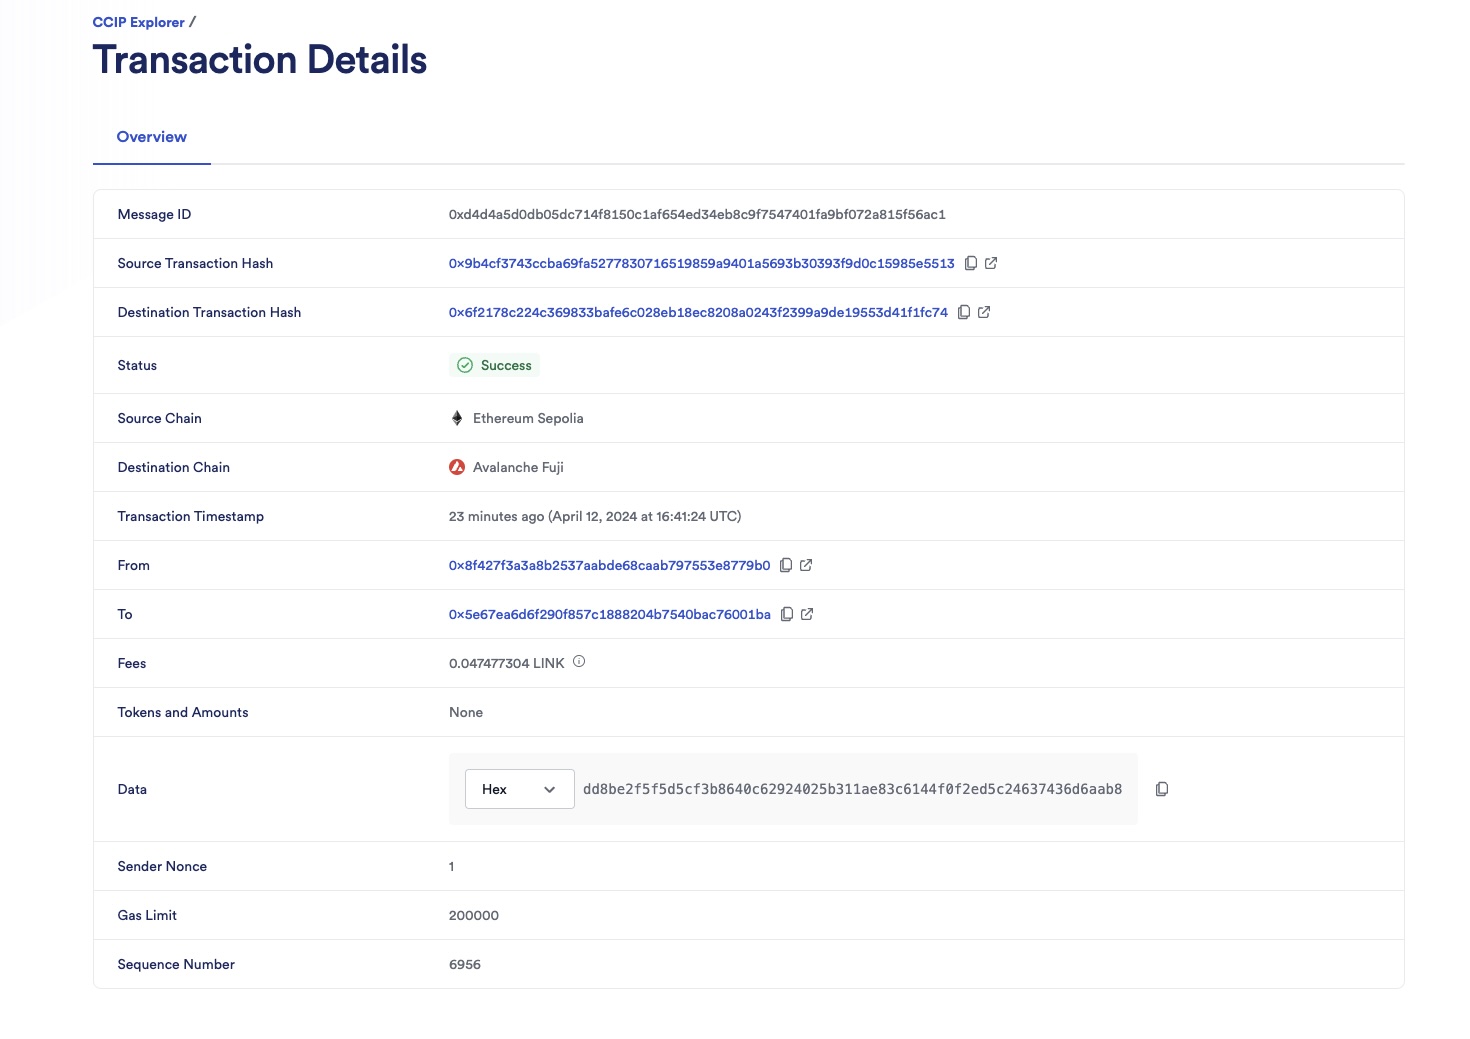 CCIP Explorer /
Transaction Details
Overview
Message ID 0xd4d4a5d0db05dc714f8150c1af654ed34eb8c9f7547401fa9bf072a815f56ac1
Source Transaction Hash 0x9b4cf3743ccba69fa5277830716519859a9401a5693b30393f9d0c15985e5513
Destination Transaction Hash 0x6f2178c224c369833bafe6c028eb18ec8208a0243f2399a9de19553d41f1fc74
Status Success
Source Chain Ethereum Sepolia
Destination Chain Avalanche Fuji
Transaction Timestamp 23 minutes ago (April 12, 2024 at 16:41:24 UTC)
From 0x8f427f3a3a8b2537aabde68caab797553e8779b0
To 0x5e67ea6d6f290f857c1888204b7540bac76001ba
Fees 0.047477304 LINK
Tokens and Amounts None
Data Hex dd8be2f5f5d5cf3b8640c62924025b311ae83c6144f0f2ed5c24637436d6aab8
Sender Nonce 1
Gas Limit 200000
Sequence Number 6956